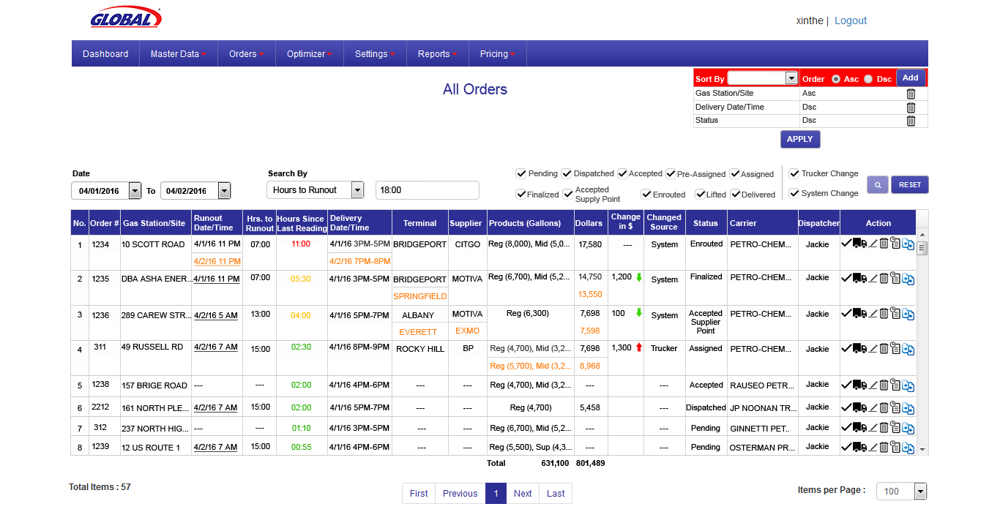 GLOBAL
xinthe | Logout
Dashboard Master Data Orders Optimizer Settings Reports Pricing
All Orders
Sort By Order Asc Dsc Add
Gas Station/Site Asc
Delivery Date/Time Dsc
Status Dsc
APPLY
Date Search By
04/01/2016 To 04/02/2016 Hours to Runout 18:00
Pending Dispatched Accepted Pre-Assigned Assigned Trucker Change
Finalized Accepted Supply Point Enrouted Lifted Delivered System Change
RESET
No. Order # Gas Station/Site Runout Date/Time Hrs. to Runout Hours Since Last Reading Delivery Date/Time Terminal Supplier Products (Gallons) Dollars Change in $ Changed Source Status Carrier Dispatcher Action
1 1234 10 SCOTT ROAD 4/1/16 11 PM 07:00 11:00 4/1/16 3PM-5PM BRIDGEPORT CITGO Reg (8,000), Mid (5,0... 17,580 --- System Enrouted PETRO-CHEM... Jackie
4/2/16 11 PM 4/2/16 7PM-8PM
2 1235 DBA ASHA ENER... 4/1/16 11 PM 07:00 05:30 4/1/16 3PM-5PM BRIDGEPORT MOTIVA Reg (6,700), Mid (5,2... 14,750 1,200 System Finalized PETRO-CHEM... Jackie
SPRINGFIELD 13,550
3 1236 289 CAREW STR... 4/2/16 5 AM 13:00 04:00 4/1/16 5PM-7PM ALBANY MOTIVA Reg (6,300) 7,698 100 System Accepted Supplier Point PETRO-CHEM... Jackie
EVERETT EXMO 7,598
4 311 49 RUSSELL RD 4/2/16 7 AM 15:00 02:30 4/1/16 8PM-9PM ROCKY HILL BP Reg (4,700), Mid (3,2... 7,698 1,300 Trucker Assigned PETRO-CHEM... Jackie
Reg (5,700), Mid (3,2... 8,968
5 1238 157 BRIGE ROAD --- --- 02:00 4/1/16 4PM-6PM --- --- Reg (4,700), Mid (3,2... --- --- Accepted RAUSEO PETR... Jackie
6 2212 161 NORTH PLE... 4/2/16 7 AM 15:00 02:00 4/1/16 5PM-7PM --- --- Reg (4,700) 5,458 --- Dispatched JP NOONAN TR... Jackie
7 312 237 NORTH HIG... --- --- 01:10 4/1/16 3PM-5PM --- --- Reg (6,700), Mid (5,2... --- --- Pending GINNETTI PET.. Jackie
8 1239 12 US ROUTE 1 4/2/16 7 AM 15:00 00:55 4/1/16 4PM-6PM --- --- Reg (5,500), Sup (4,3... --- --- Pending OSTERMAN PR... Jackie
Total 631,100 801,489
Total Items : 57 First Previous 1 Next Last Items per Page : 100